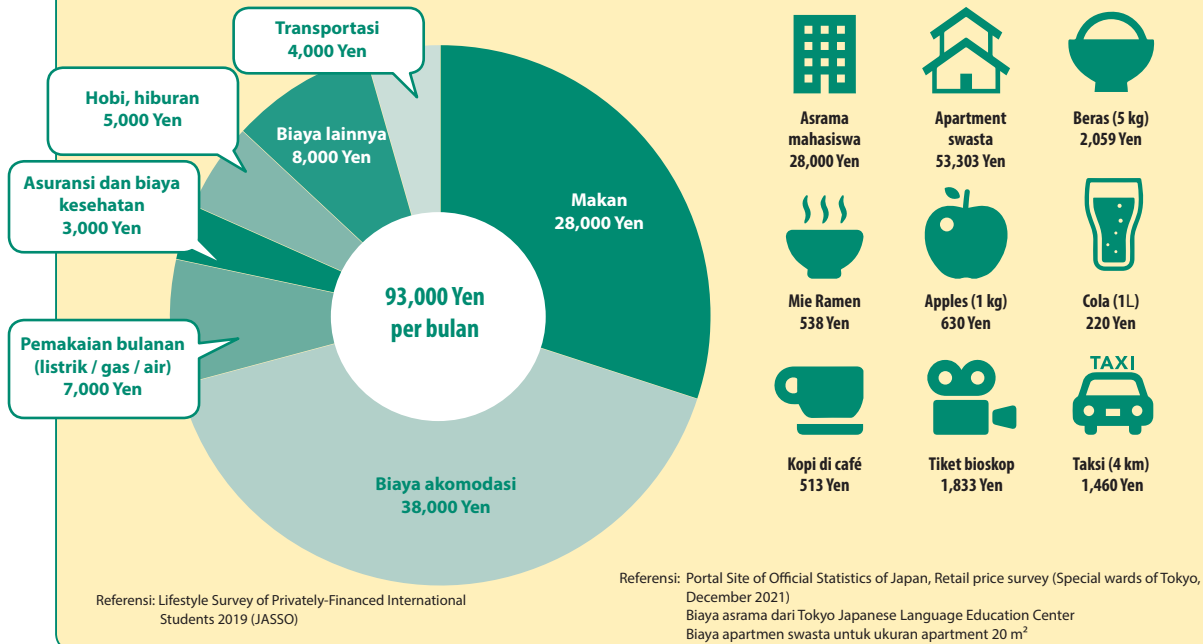 Transportasi
4,000 Yen
Hobi, hiburan
5,000 Yen
Biaya lainnya
8,000 Yen
Asuransi dan biaya
kesehatan
3,000 Yen
Makan
28,000 Yen
93,000 Yen
per bulan
Pemakaian bulanan
(listrik / gas / air)
7,000 Yen
Biaya akomodasi
38,000 Yen
Referensi: Lifestyle Survey of Privately-Financed International
Students 2019 (JASSO)
Asrama
mahasiswa
28,000 Yen
Apartment
swasta
53,303 Yen
Beras (5 kg)
2,059 Yen
Mie Ramen
538 Yen
Apples (1 kg)
630 Yen
Cola (1L)
220 Yen
Kopi di café
513 Yen
Tiket bioskop
1,833 Yen
TAXI
Taksi (4 km)
1,460 Yen
Referensi: Portal Site of Official Statistics of Japan, Retail price survey (Special wards of Tokyo,
December 2021)
Biaya asrama dari Tokyo Japanese Language Education Center
Biaya apartmen swasta untuk ukuran apartment 20 m²